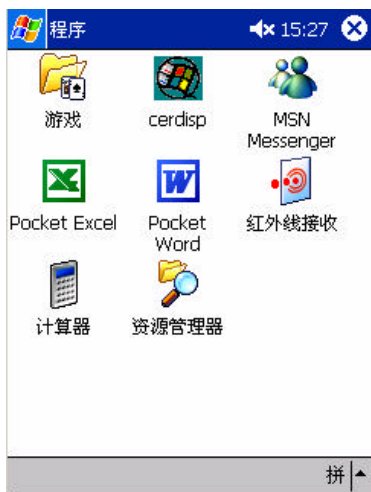 程序 15:27
游戏 cerdisp MSN
Messenger
Pocket Excel Pocket 红外线接收
Word
计算器 资源管理器
拼